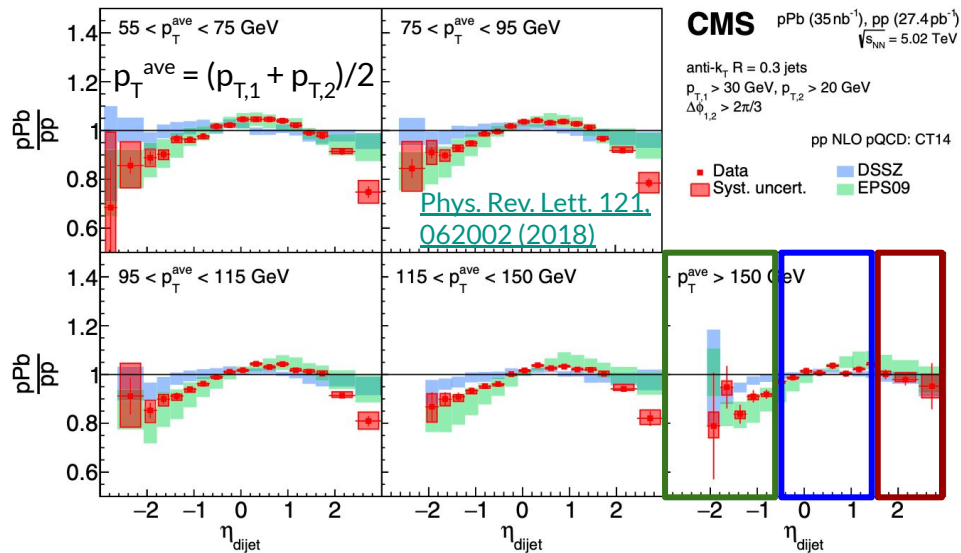 55 < p_T^ave < 75 GeV
p_T^ave = (p_T,1 + p_T,2)/2
75 < p_T^ave < 95 GeV
Phys. Rev. Lett. 121,
062002 (2018)
CMS
pPb (35 nb⁻¹), pp (27.4 pb⁻¹)
√s_NN = 5.02 TeV
anti-k_T R = 0.3 jets
p_T,1 > 30 GeV, p_T,2 > 20 GeV
Δϕ_1,2 > 2π/3
pp NLO pQCD: CT14
Data
DSSZ
Syst. uncert.
EPS09
pPb
pp
1.4
1.2
1
0.8
0.6
95 < p_T^ave < 115 GeV
115 < p_T^ave < 150 GeV
p_T^ave > 150 GeV
pPb
pp
1.4
1.2
1
0.8
0.6
−2 −1 0 1 2
−2 −1 0 1 2
−2 −1 0 1 2
η_dijet
η_dijet
η_dijet